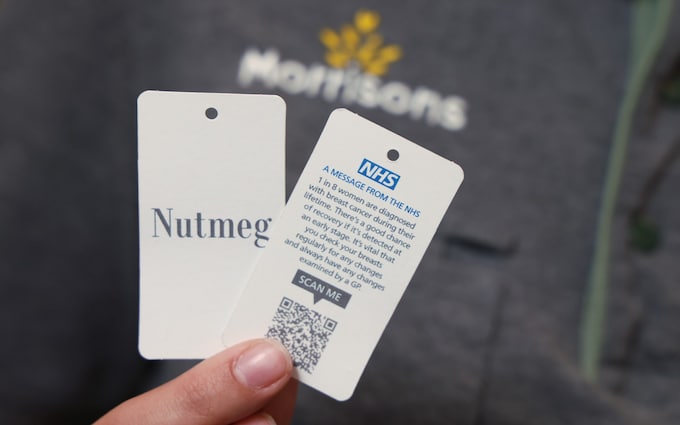 Morrisons
Nutmeg
NHS
A MESSAGE FROM THE NHS
1 in 8 women are diagnosed
with breast cancer during their
lifetime. There's a good chance
of recovery if it's detected at
an early stage. It's vital that
you check your breasts
regularly for any changes
and always have any changes
examined by a GP.
SCAN ME